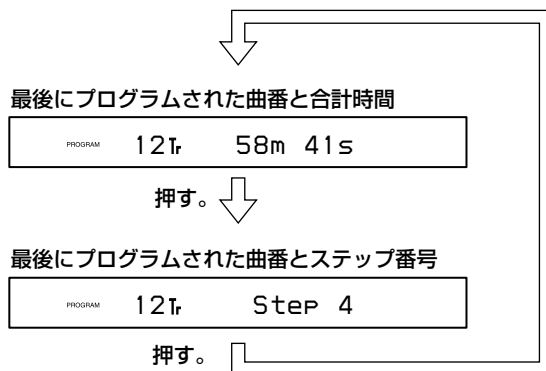 最後にプログラムされた曲番と合計時間
PROGRAM 12Tr 58m 41s
押す。
最後にプログラムされた曲番とステップ番号
PROGRAM 12Tr Step 4
押す。